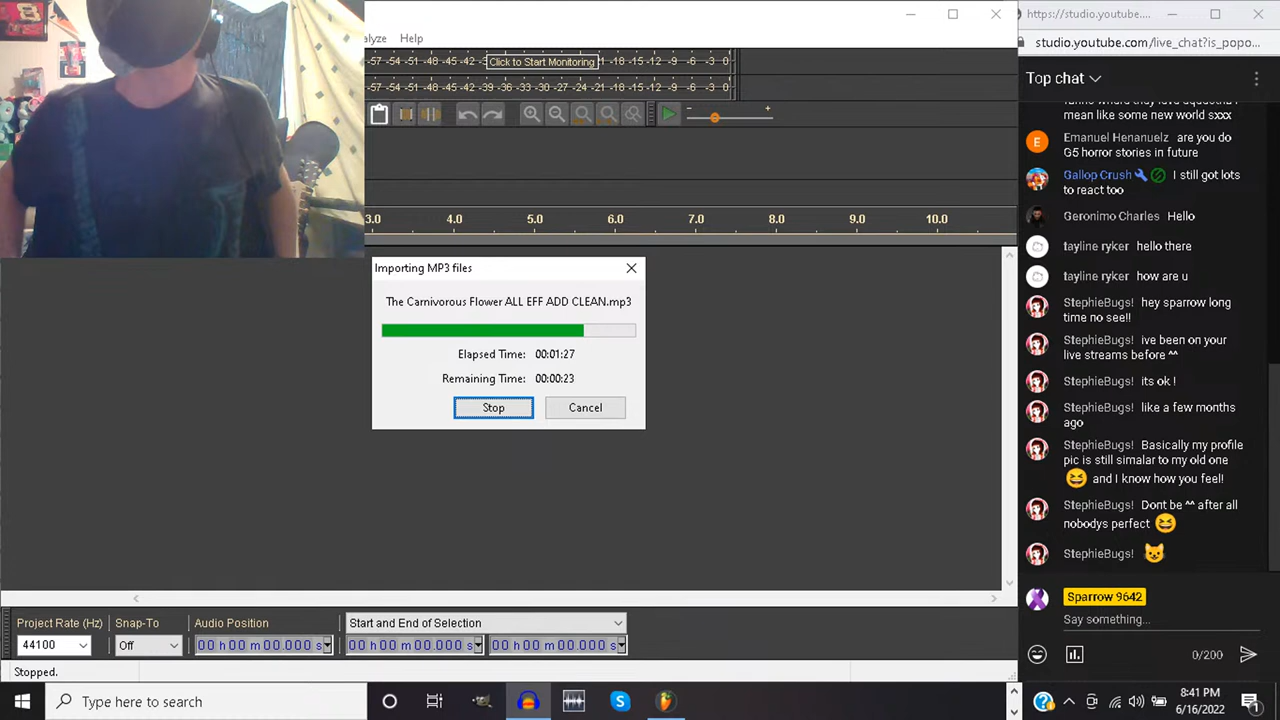 https://studio.youtube....
studio.youtube.com/live_chat?is_popo...
alyze Help
-57 -54 -51 -48 -45 -42 Click to Start Monitoring -18 -15 -12 -9 -6 -3 0
-57 -54 -51 -48 -45 -42 -39 -36 -33 -30 -27 -24 -21 -18 -15 -12 -9 -6 -3 0
3.0 4.0 5.0 6.0 7.0 8.0 9.0 10.0
Importing MP3 files
The Carnivorous Flower ALL EFF ADD CLEAN.mp3
Elapsed Time: 00:01:27
Remaining Time: 00:00:23
Stop Cancel
Project Rate (Hz) Snap-To Audio Position Start and End of Selection
44100 Off 00 h 00 m 00.000 s 00 h 00 m 00.000 s 00 h 00 m 00.000 s
Stopped.
Top chat
mean like some new world sxxx
Emanuel Henanuelz are you do
G5 horror stories in future
Gallop Crush I still got lots
to react too
Geronimo Charles Hello
tayline ryker hello there
tayline ryker how are u
StephieBugs! hey sparrow long
time no see!!
StephieBugs! ive been on your
live streams before ^^
StephieBugs! its ok !
StephieBugs! like a few months
ago
StephieBugs! Basically my profile
pic is still simalar to my old one
and I know how you feel!
StephieBugs! Dont be ^^ after all
nobodys perfect
StephieBugs!
Sparrow 9642
Say something...
0/200
Type here to search
8:41 PM
6/16/2022
1